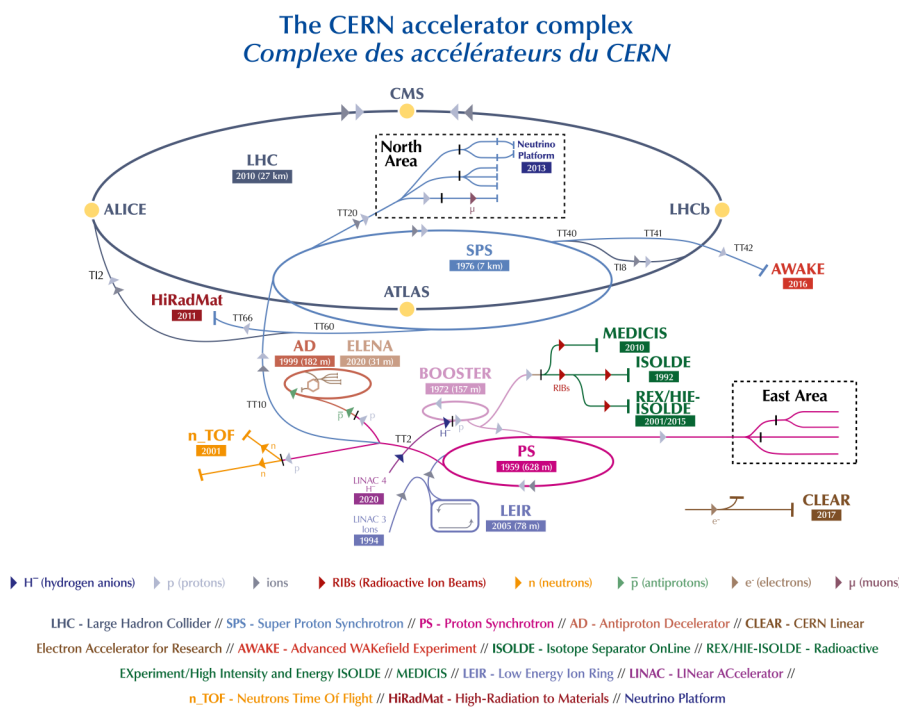 The CERN accelerator complex
Complexe des accélérateurs du CERN
CMS
North
Area
Neutrino
Platform
2013
LHC
2010 (27 km)
μ
ALICE
LHCb
TT20
TT40
TT41
TT42
SPS
1976 (7 km)
TI8
TI2
AWAKE
2016
ATLAS
HiRadMat
2011
TT66
TT60
MEDICIS
2010
AD
1999 (182 m)
ELENA
2020 (31 m)
ISOLDE
1992
BOOSTER
1972 (157 m)
RIBs
REX/HIE-
ISOLDE
2001/2015
East Area
TT10
p̅
p
H⁻
p
n_TOF
2001
n
n
p
TT2
PS
1959 (628 m)
LINAC 4
H⁻
2020
LINAC 3
Ions
1994
LEIR
2005 (78 m)
CLEAR
2017
e⁻
H⁻ (hydrogen anions)
p (protons)
ions
RIBs (Radioactive Ion Beams)
n (neutrons)
p̅ (antiprotons)
e⁻ (electrons)
μ (muons)
LHC - Large Hadron Collider // SPS - Super Proton Synchrotron // PS - Proton Synchrotron // AD - Antiproton Decelerator // CLEAR - CERN Linear
Electron Accelerator for Research // AWAKE - Advanced WAKefield Experiment // ISOLDE - Isotope Separator OnLine // REX/HIE-ISOLDE - Radioactive
EXperiment/High Intensity and Energy ISOLDE // MEDICIS // LEIR - Low Energy Ion Ring // LINAC - LINear ACcelerator //
n_TOF - Neutrons Time Of Flight // HiRadMat - High-Radiation to Materials // Neutrino Platform